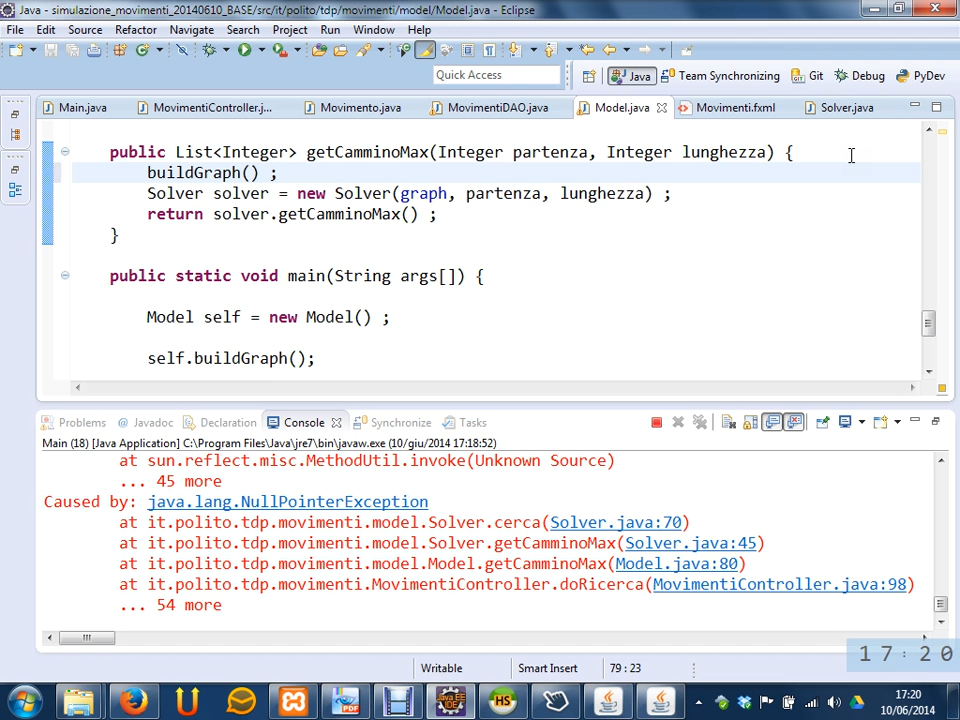 Java - simulazione_movimenti_20140610_BASE/src/it/polito/tdp/movimenti/model/Model.java - Eclipse
File Edit Source Refactor Navigate Search Project Run Window Help
Quick Access
Java Team Synchronizing Git Debug PyDev
Main.java MovimentiController.j... Movimento.java MovimentiDAO.java Model.java Movimenti.fxml Solver.java
public List<Integer> getCamminoMax(Integer partenza, Integer lunghezza) {
buildGraph() ;
Solver solver = new Solver(graph, partenza, lunghezza) ;
return solver.getCamminoMax() ;
}
public static void main(String args[]) {
Model self = new Model() ;
self.buildGraph();
Problems Javadoc Declaration Console Synchronize Tasks
Main (18) [Java Application] C:\Program Files\Java\jre7\bin\javaw.exe (10/giu/2014 17:18:52)
at sun.reflect.misc.MethodUtil.invoke(Unknown Source)
... 45 more
Caused by: java.lang.NullPointerException
at it.polito.tdp.movimenti.model.Solver.cerca(Solver.java:70)
at it.polito.tdp.movimenti.model.Solver.getCamminoMax(Solver.java:45)
at it.polito.tdp.movimenti.model.Model.getCamminoMax(Model.java:80)
at it.polito.tdp.movimenti.MovimentiController.doRicerca(MovimentiController.java:98)
... 54 more
17:20
Writable Smart Insert 79 : 23
17:20
10/06/2014